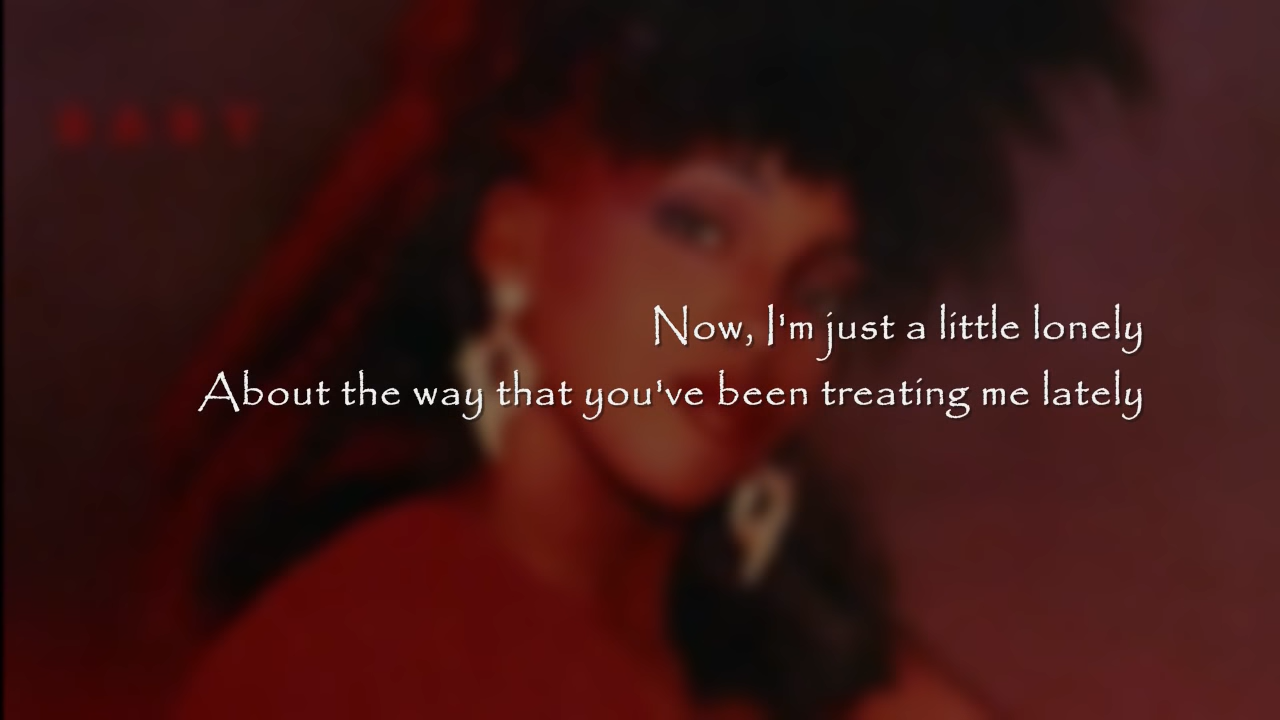 Now, I'm just a little lonely
About the way that you've been treating me lately